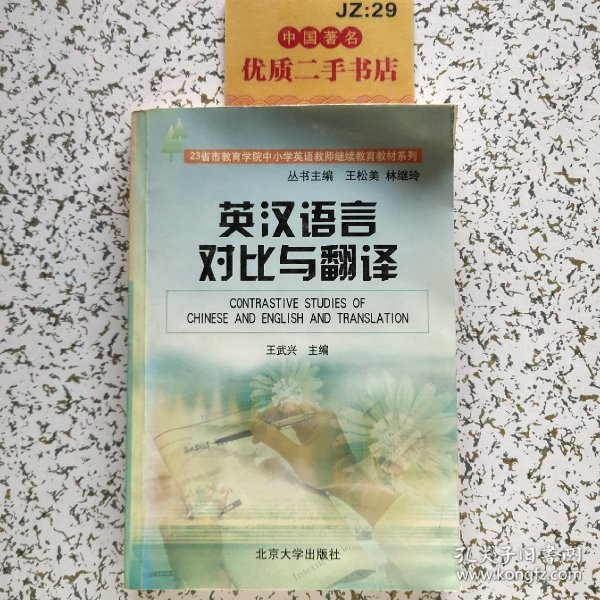 JZ:29
中国著名
优质二手书店
23省市教育学院中小学英语教师继续教育教材系列
丛书主编 王松美 林继玲
英汉语言
对比与翻译
CONTRASTIVE STUDIES OF
CHINESE AND ENGLISH AND TRANSLATION
王武兴 主编
北京大学出版社
孔夫子旧书网
www.kongfz.com